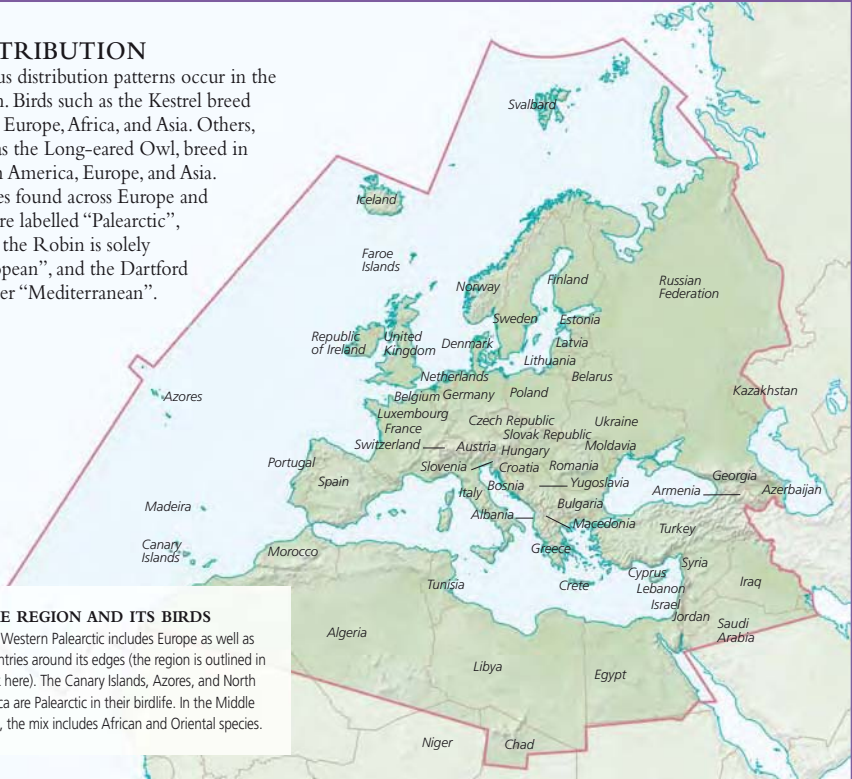 TRIBUTION
us distribution patterns occur in the
n. Birds such as the Kestrel breed
Europe, Africa, and Asia. Others,
as the Long-eared Owl, breed in
h America, Europe, and Asia.
es found across Europe and
re labelled “Palearctic”,
the Robin is solely
opean”, and the Dartford
er “Mediterranean”.
Svalbard
Iceland
Faroe
Islands
Norway
Finland
Russian
Federation
Sweden
Estonia
Republic
of Ireland
United
Kingdom
Denmark
Latvia
Lithuania
Netherlands
Belarus
Azores
Belgium
Germany
Poland
Kazakhstan
Luxembourg
France
Czech Republic
Ukraine
Slovak Republic
Switzerland
Austria
Hungary
Moldavia
Portugal
Slovenia
Croatia
Romania
Georgia
Spain
Bosnia
Yugoslavia
Italy
Armenia
Azerbaijan
Madeira
Bulgaria
Albania
Macedonia
Turkey
Canary
Islands
Morocco
Greece
Syria
Tunisia
Crete
Cyprus
Lebanon
Iraq
Israel
Jordan
Saudi
Arabia
Algeria
Libya
Egypt
Niger
Chad
E REGION AND ITS BIRDS
Western Palearctic includes Europe as well as
ntries around its edges (the region is outlined in
k here). The Canary Islands, Azores, and North
ca are Palearctic in their birdlife. In the Middle
, the mix includes African and Oriental species.